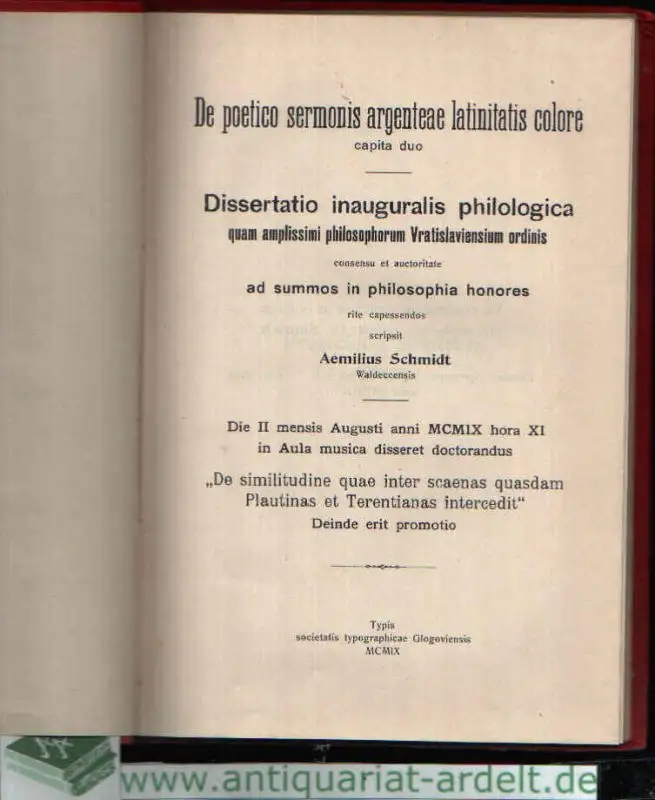 De poetico sermonis argenteae latinitatis colore
capita duo
Dissertatio inauguralis philologica
quam amplissimi philosophorum Vratislaviensium ordinis
consensu et auctoritate
ad summos in philosophia honores
rite capessendos
scripsit
Aemilius Schmidt
Waldeccensis
Die II mensis Augusti anni MCMIX hora XI
in Aula musica disseret doctorandus
„De similitudine quae inter scaenas quasdam
Plautinas et Terentianas intercedit“
Deinde erit promotio
Typis
societatis typographicae Glogoviensis
MCMIX
www.antiquariat-ardelt.de